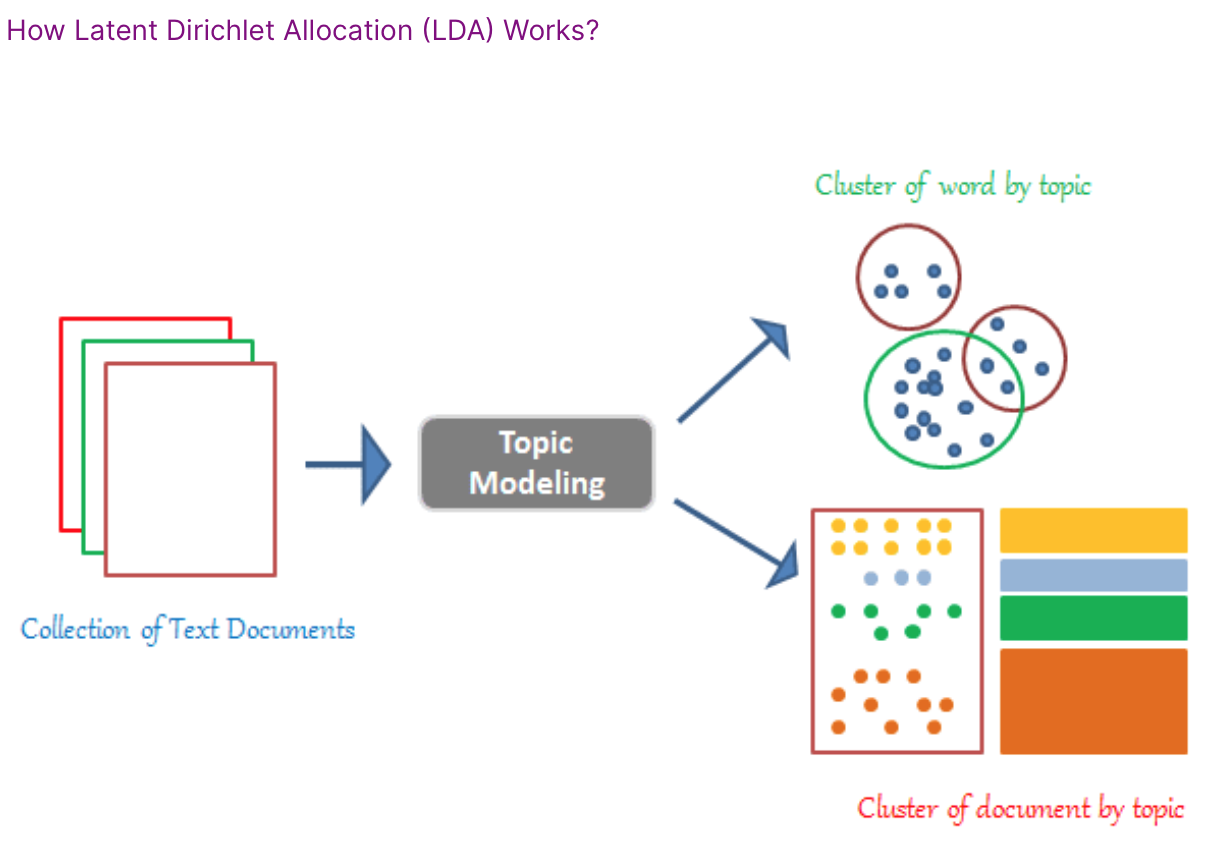 How Latent Dirichlet Allocation (LDA) Works?
Cluster of word by topic
Topic
Modeling
Collection of Text Documents
Cluster of document by topic